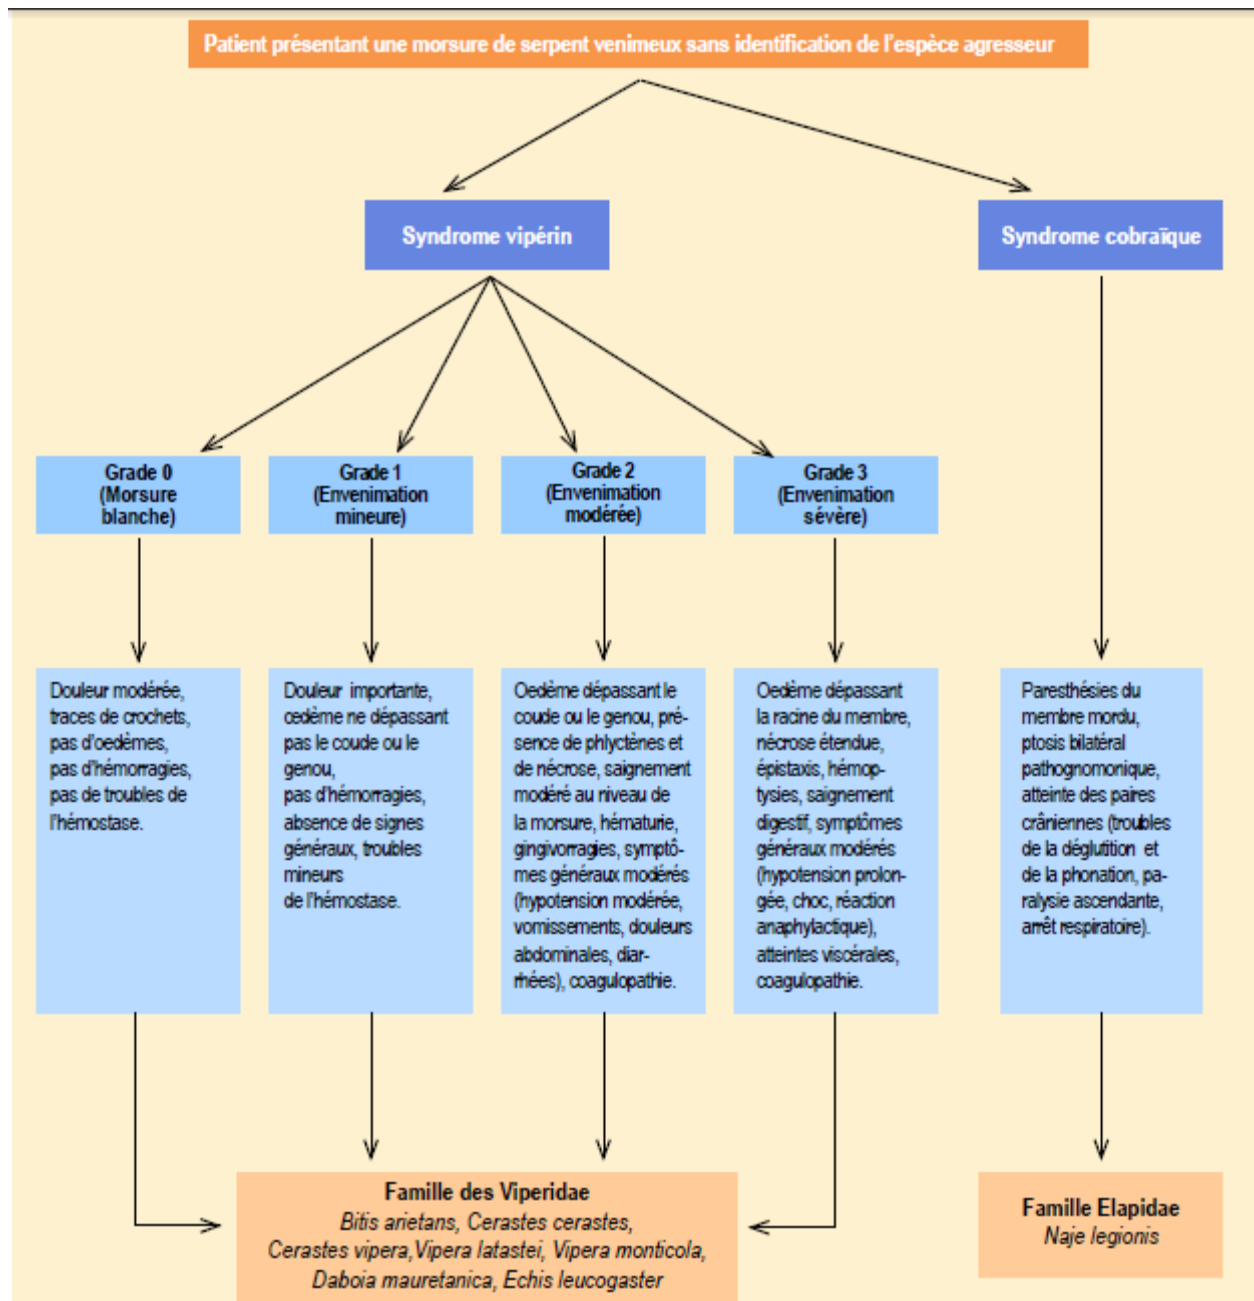 Patient présentant une morsure de serpent venimeux sans identification de l'espèce agresseur
Syndrome vipérin
Syndrome cobraïque
Grade 0
(Morsure
blanche)
Grade 1
(Envenimation
mineure)
Grade 2
(Envenimation
modérée)
Grade 3
(Envenimation
sévère)
Douleur modérée,
traces de crochets,
pas d'oedèmes,
pas d'hémorragies,
pas de troubles de
l'hémostase.
Douleur importante,
œdème ne dépassant
pas le coude ou le
genou,
pas d'hémorragies,
absence de signes
généraux, troubles
mineurs
de l'hémostase.
Oedème dépassant le
coude ou le genou, pré-
sence de phlyctènes et
de nécrose, saignement
modéré au niveau de
la morsure, hématurie,
gingivorragies, symptô-
mes généraux modérés
(hypotension modérée,
vomissements, douleurs
abdominales, diar-
rhées), coagulopathie.
Oedème dépassant
la racine du membre,
nécrose étendue,
épistaxis, hémop-
tysies, saignement
digestif, symptômes
généraux modérés
(hypotension prolon-
gée, choc, réaction
anaphylactique),
atteintes viscérales,
coagulopathie.
Paresthésies du
membre mordu,
ptosis bilatéral
pathognomonique,
atteinte des paires
crâniennes (troubles
de la déglutition et
de la phonation, pa-
ralysie ascendante,
arrêt respiratoire).
Famille des Viperidae
Bitis arietans, Cerastes cerastes,
Cerastes vipera,Vipera latastei, Vipera monticola,
Daboia mauretanica, Echis leucogaster
Famille Elapidae
Naje legionis